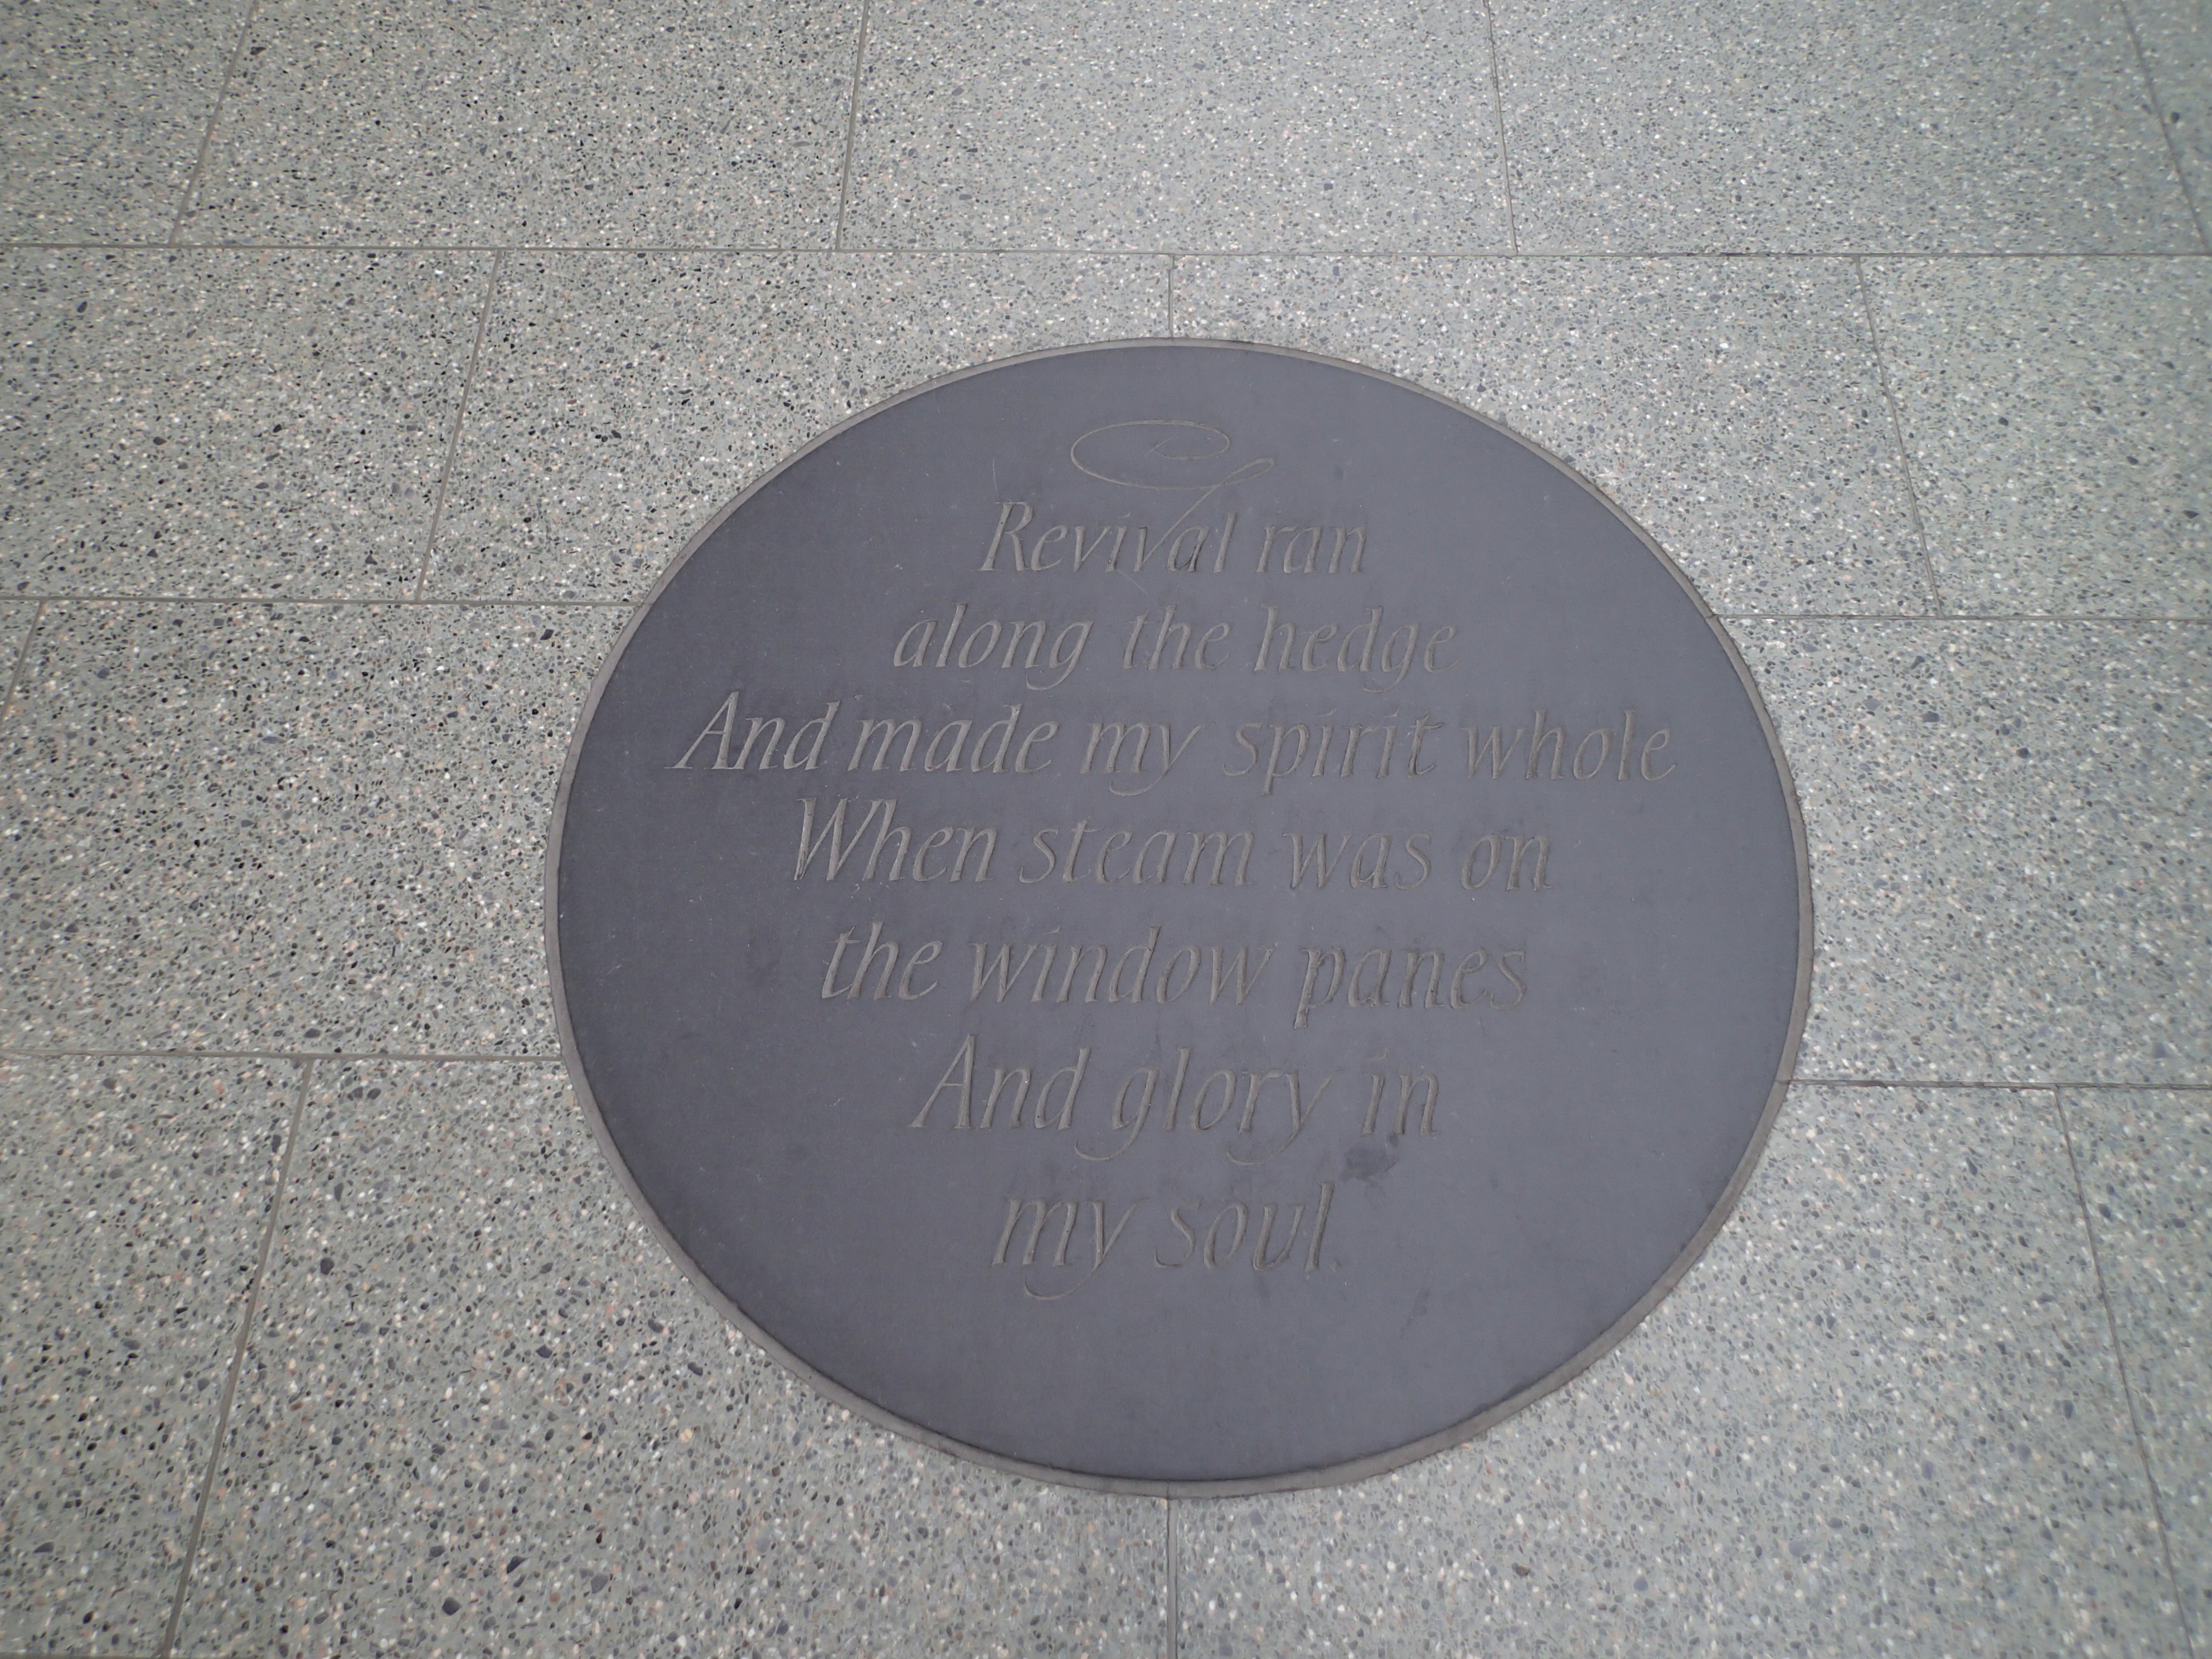 Revival ran
along the hedge
And made my spirit whole
When steam was on
the window panes
And glory in
my soul.